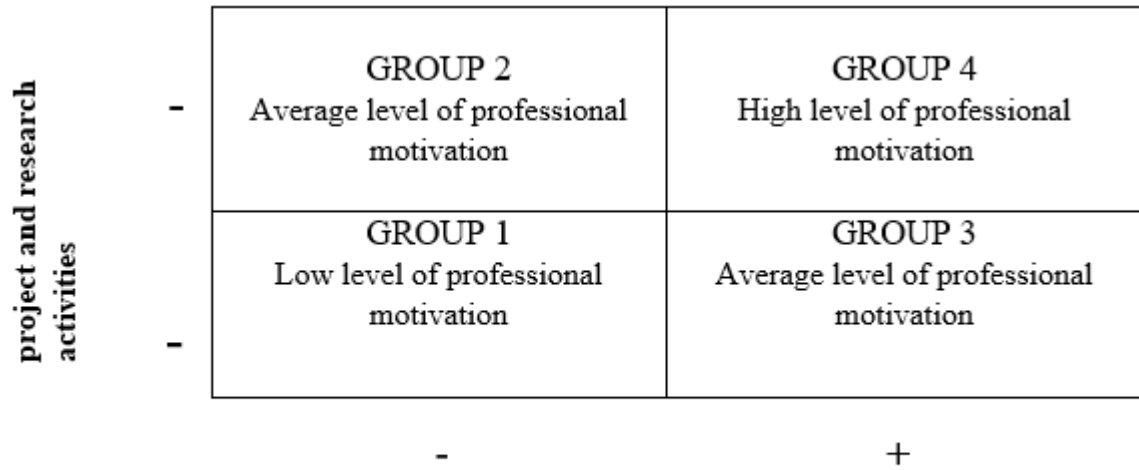 project and research
activities
-
GROUP 2
Average level of professional
motivation
GROUP 4
High level of professional
motivation
-
GROUP 1
Low level of professional
motivation
GROUP 3
Average level of professional
motivation
-
+